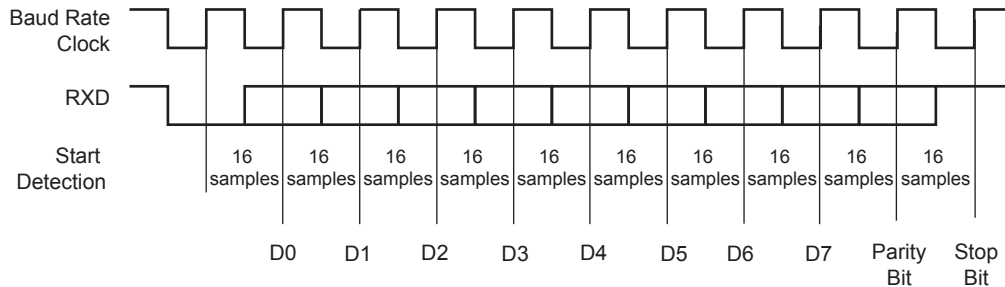 Baud Rate
Clock
RXD
Start
Detection
16 16 16 16 16 16 16 16 16 16
samples samples samples samples samples samples samples samples samples samples
D0 D1 D2 D3 D4 D5 D6 D7 Parity Stop
Bit Bit